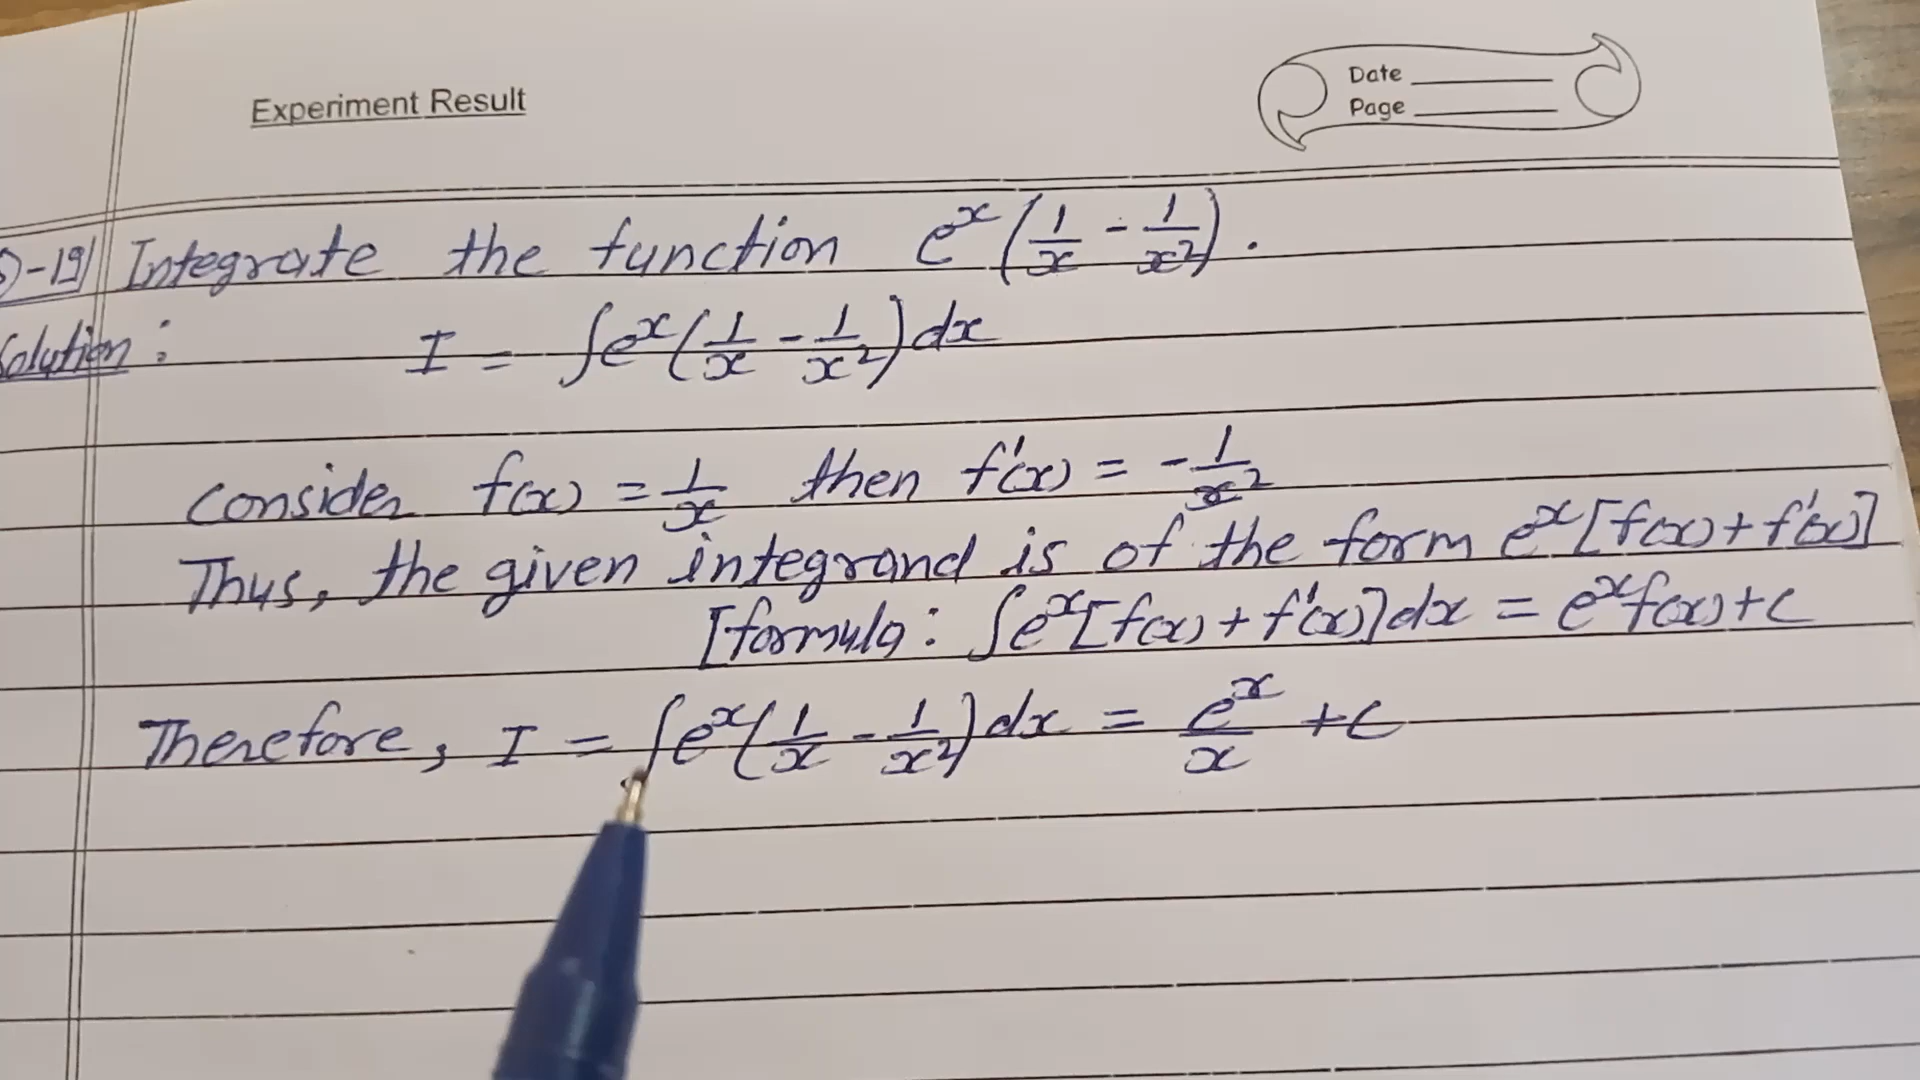 Experiment Result
Date
Page
Q-19) Integrate the function e^x (1/x - 1/x²).
Solution: I = ∫e^x(1/x - 1/x²)dx
Consider f(x) = 1/x then f'(x) = -1/x²
Thus, the given integrand is of the form e^x[f(x)+f'(x)]
[formula: ∫e^x[f(x)+f'(x)]dx = e^x f(x)+c
Therefore, I = ∫e^x(1/x - 1/x²)dx = e^x/x + c